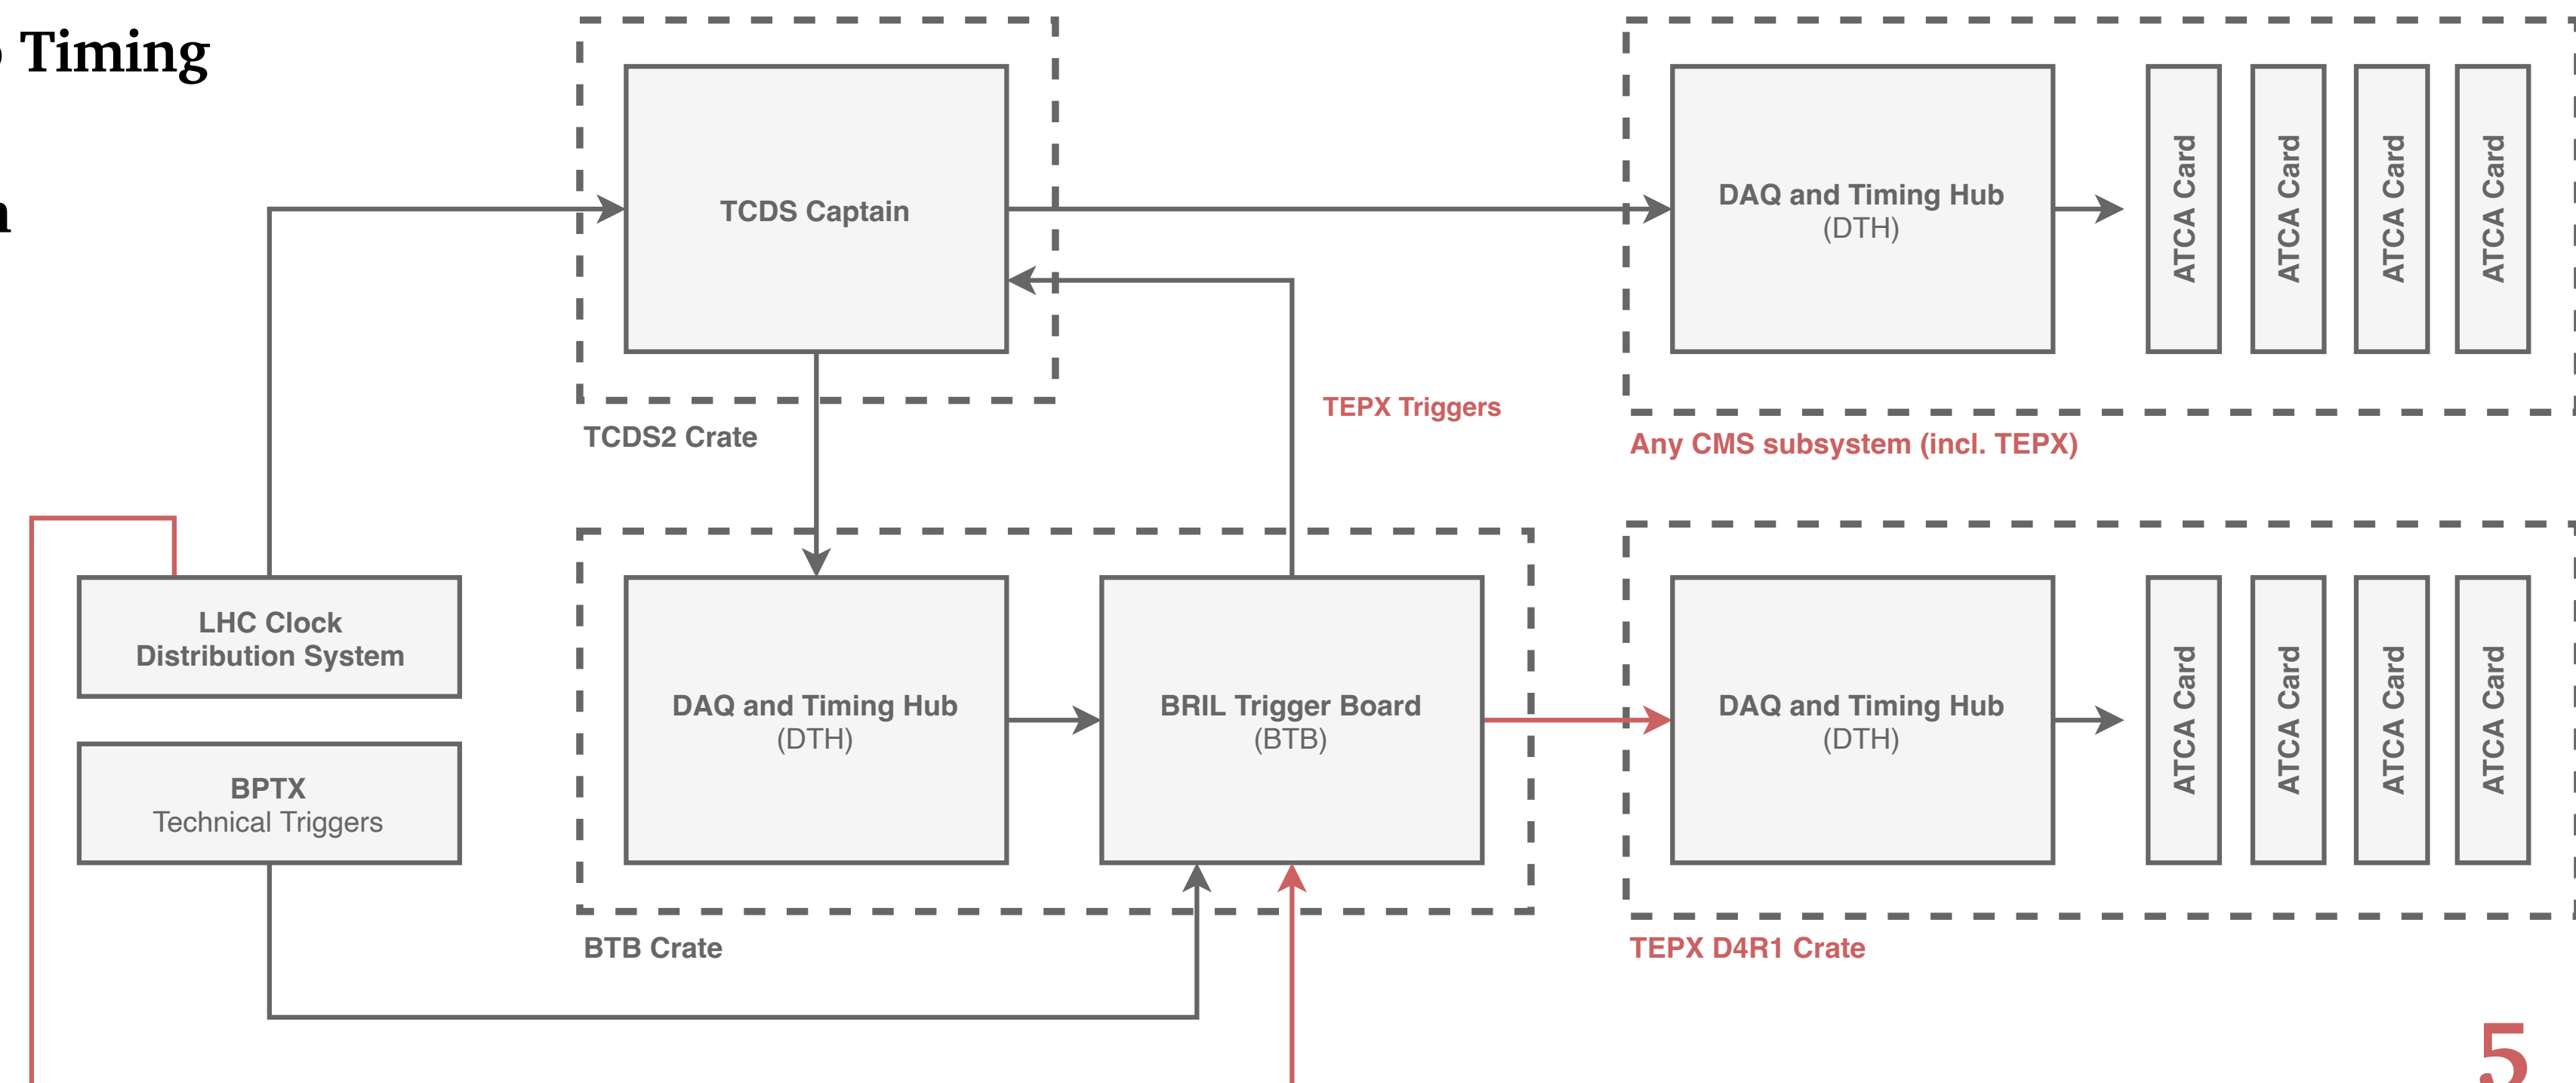 Timing
TCDS Captain
DAQ and Timing Hub
(DTH)
ATCA Card
ATCA Card
ATCA Card
ATCA Card
TEPX Triggers
TCDS2 Crate
Any CMS subsystem (incl. TEPX)
LHC Clock
Distribution System
BPTX
Technical Triggers
DAQ and Timing Hub
(DTH)
BRIL Trigger Board
(BTB)
DAQ and Timing Hub
(DTH)
ATCA Card
ATCA Card
ATCA Card
ATCA Card
BTB Crate
TEPX D4R1 Crate
5